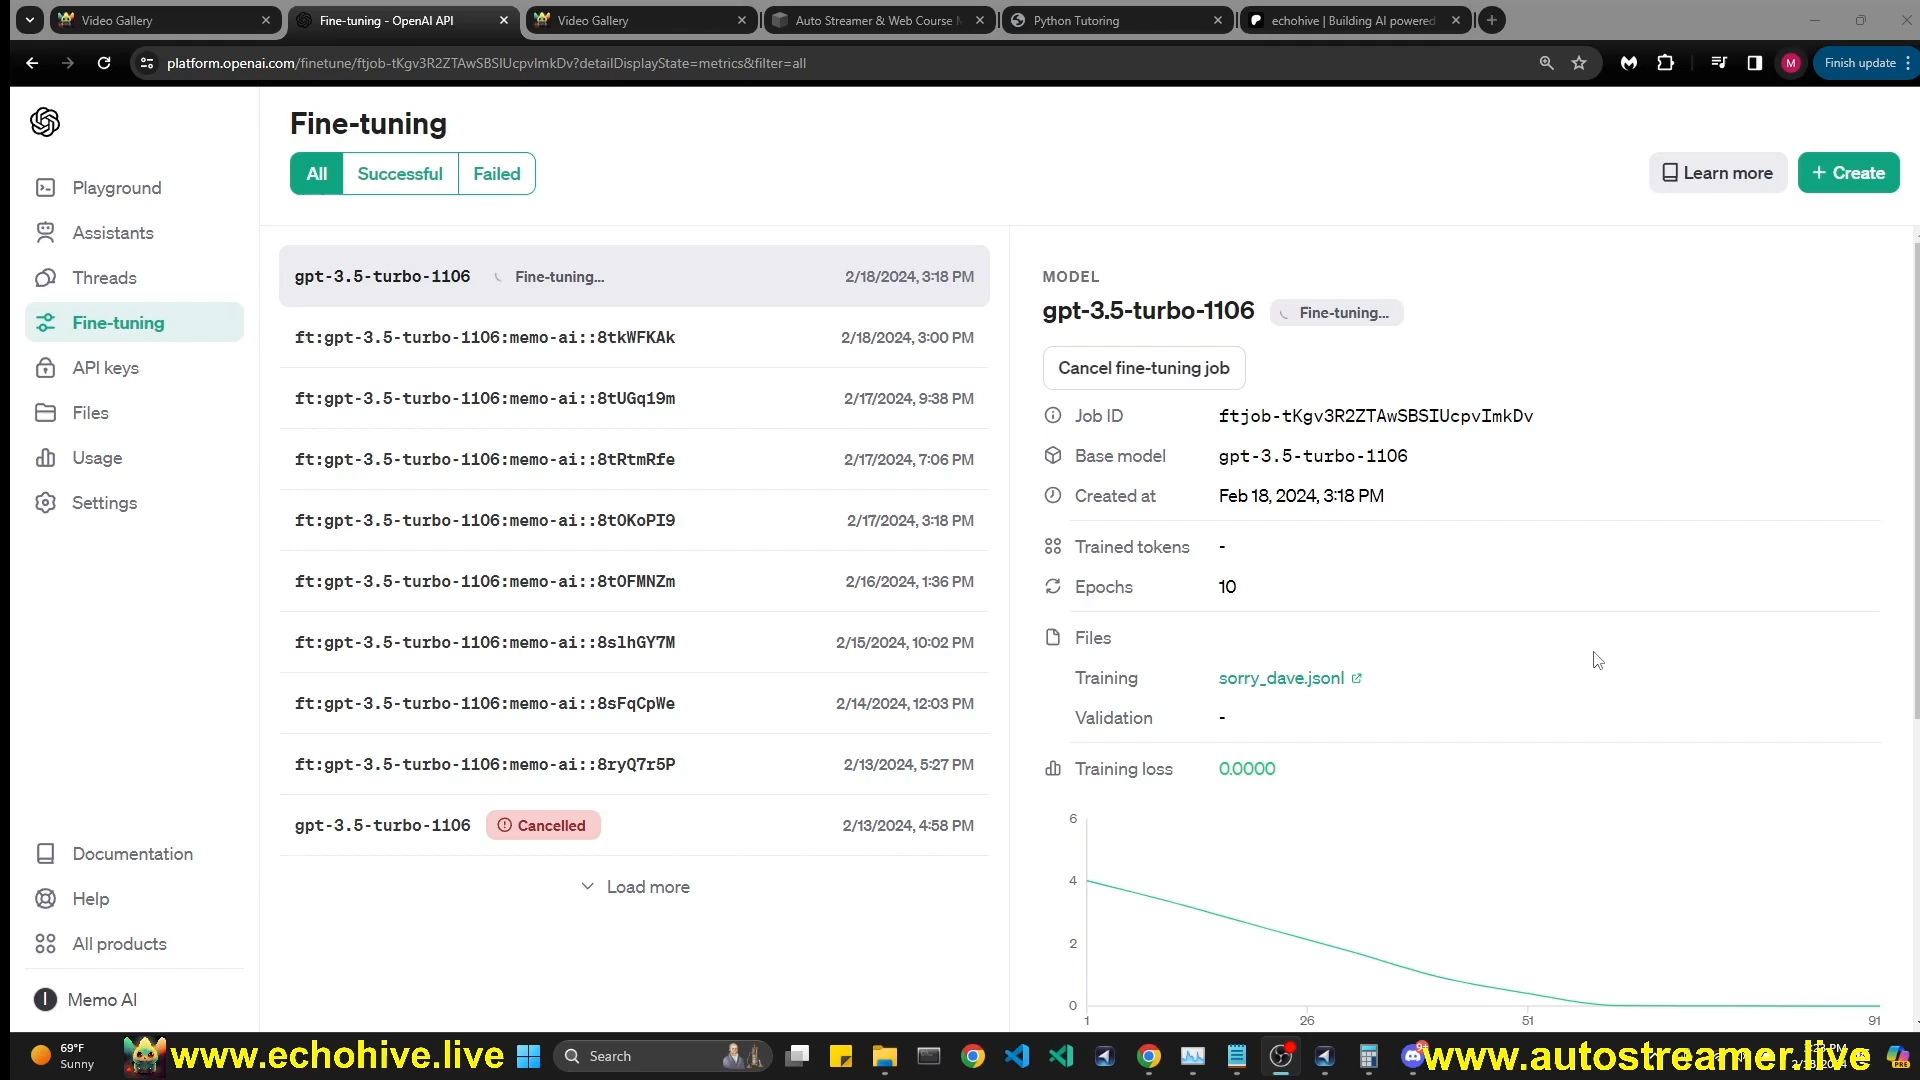 Video Gallery
Fine-tuning - OpenAI API
Video Gallery
Auto Streamer & Web Course
Python Tutoring
echohive | Building AI powered
platform.openai.com/finetune/ftjob-tKgv3R2ZTAwSBSIUcpvImkDv?detailDisplayState=metrics&filter=all
M
Finish update
Fine-tuning
All
Successful
Failed
Learn more
+ Create
Playground
Assistants
Threads
Fine-tuning
API keys
Files
Usage
Settings
Documentation
Help
All products
I
Memo AI
gpt-3.5-turbo-1106 Fine-tuning... 2/18/2024, 3:18 PM
ft:gpt-3.5-turbo-1106:memo-ai::8tkWFKAk 2/18/2024, 3:00 PM
ft:gpt-3.5-turbo-1106:memo-ai::8tUGqi9m 2/17/2024, 9:38 PM
ft:gpt-3.5-turbo-1106:memo-ai::8tRtmRfe 2/17/2024, 7:06 PM
ft:gpt-3.5-turbo-1106:memo-ai::8tOKoPI9 2/17/2024, 3:18 PM
ft:gpt-3.5-turbo-1106:memo-ai::8tOFMNZm 2/16/2024, 1:36 PM
ft:gpt-3.5-turbo-1106:memo-ai::8slhGY7M 2/15/2024, 10:02 PM
ft:gpt-3.5-turbo-1106:memo-ai::8sFqCpWe 2/14/2024, 12:03 PM
ft:gpt-3.5-turbo-1106:memo-ai::8ryQ7r5P 2/13/2024, 5:27 PM
gpt-3.5-turbo-1106 Cancelled 2/13/2024, 4:58 PM
Load more
MODEL
gpt-3.5-turbo-1106 Fine-tuning...
Cancel fine-tuning job
Job ID ftjob-tKgv3R2ZTAwSBSIUcpvImkDv
Base model gpt-3.5-turbo-1106
Created at Feb 18, 2024, 3:18 PM
Trained tokens -
Epochs 10
Files
Training sorry_dave.jsonl
Validation -
Training loss 0.0000
6
4
2
0
1
26
51
91
69°F
Sunny
www.echohive.live
Search
9+
www.autostreamer.live
PRE